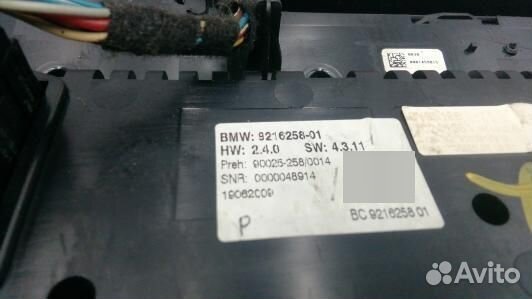 BMW: 9216258-01
HW: 2.4.0 SW: 4.3.11
Preh: 90025-258/0014
SNR: 0000048914
19062009
P
BC 9216258 01
Avito